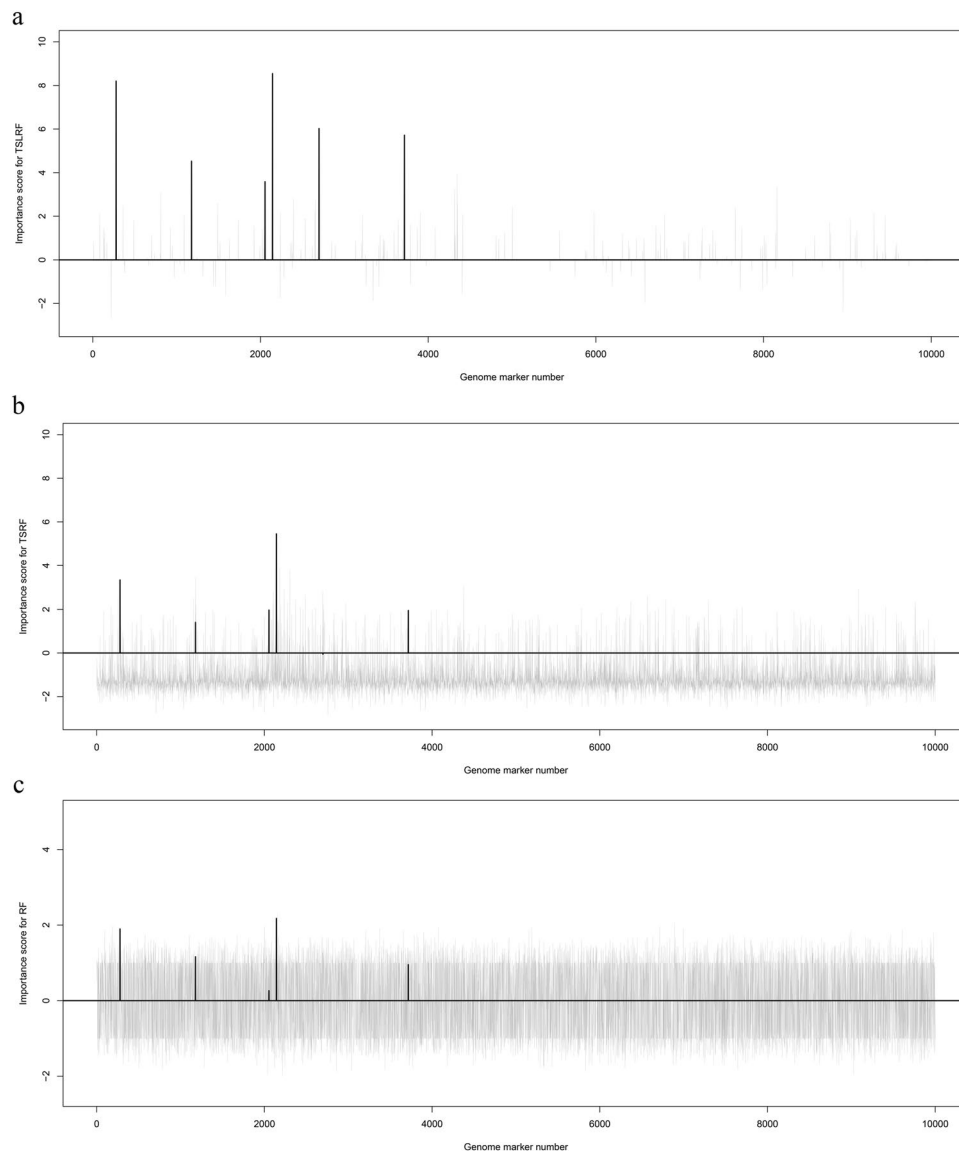 a
10
8
6
4
2
0
−2
Importance score for TSLRF
0 2000 4000 6000 8000 10000
Genome marker number
b
10
8
6
4
2
0
−2
Importance score for TSRF
0 2000 4000 6000 8000 10000
Genome marker number
c
4
2
0
−2
Importance score for RF
0 2000 4000 6000 8000 10000
Genome marker number